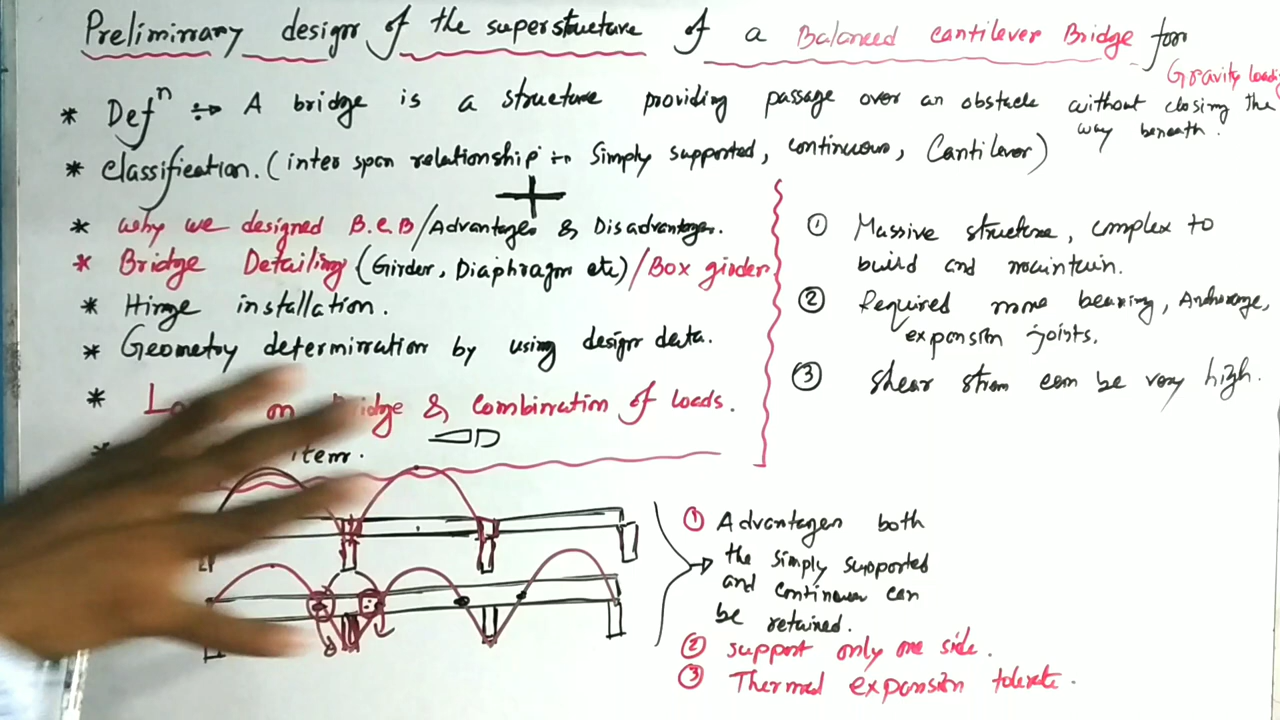 Preliminary design of the superstructure of a Balanced cantilever Bridge for
Gravity loadi
* Defn :→ A bridge is a structure providing passage over an obstacle without closing the
way beneath.
* classification. (inter span relationship :- Simply supported, continuous, Cantilever)
* why we designed B.C.B/Advantages & Disadvantages.
* Bridge Detailing (Girder, Diaphragm etc)/Box girder
* Hinge installation.
* Geometry determination by using design data.
* on Bridge & Combination of Loads.
* item.
① Massive structure, complex to
build and maintain.
② Required more bearing, Anchorage,
expansion joints.
③ Shear stress can be very high.
① Advantages both
the simply supported
and continuous can
be retained.
② support only one side.
③ Thermal expansion tolerate.